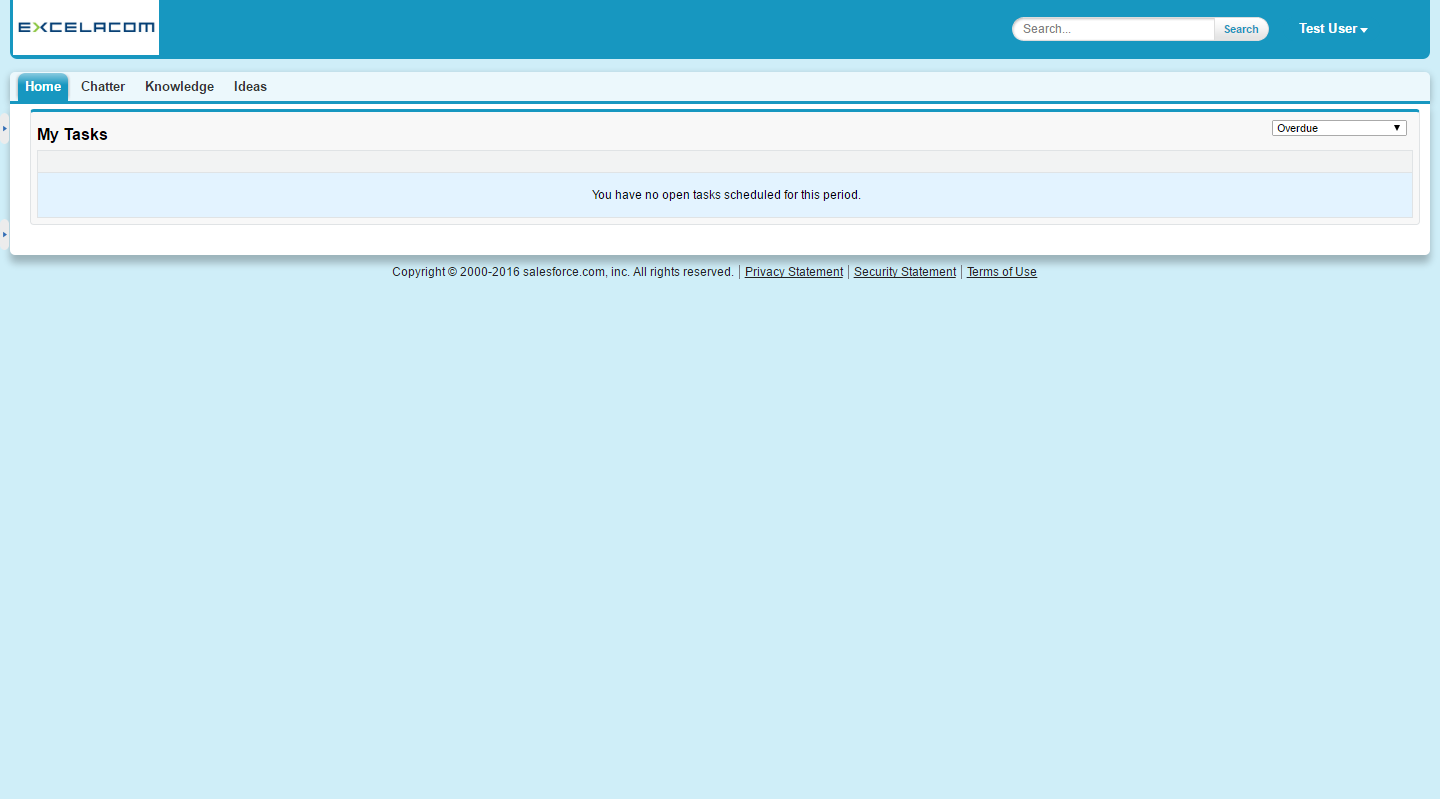 EXCELACOM
Search... Search Test User
Home Chatter Knowledge Ideas
My Tasks Overdue
You have no open tasks scheduled for this period.
Copyright © 2000-2016 salesforce.com, inc. All rights reserved. | Privacy Statement | Security Statement | Terms of Use